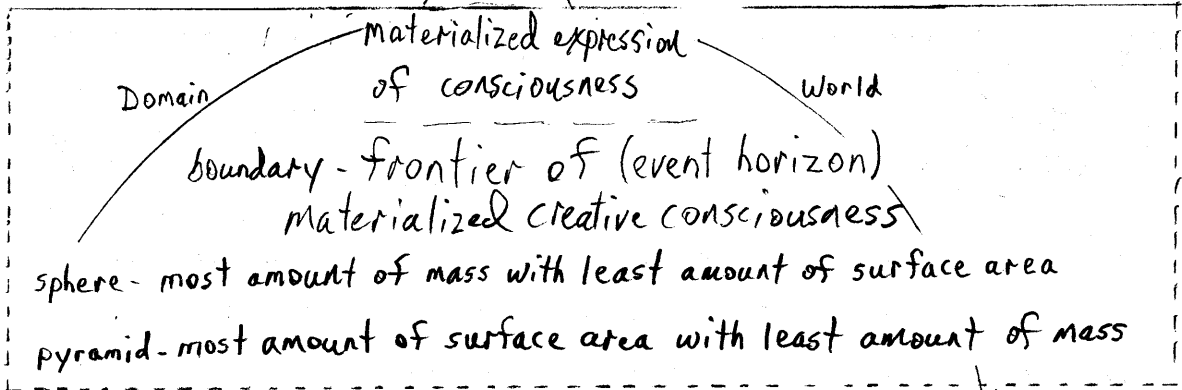 materialized expression
of consciousness
Domain
World
boundary - frontier of (event horizon)
materialized creative consciousness
sphere - most amount of mass with least amount of surface area
pyramid - most amount of surface area with least amount of mass